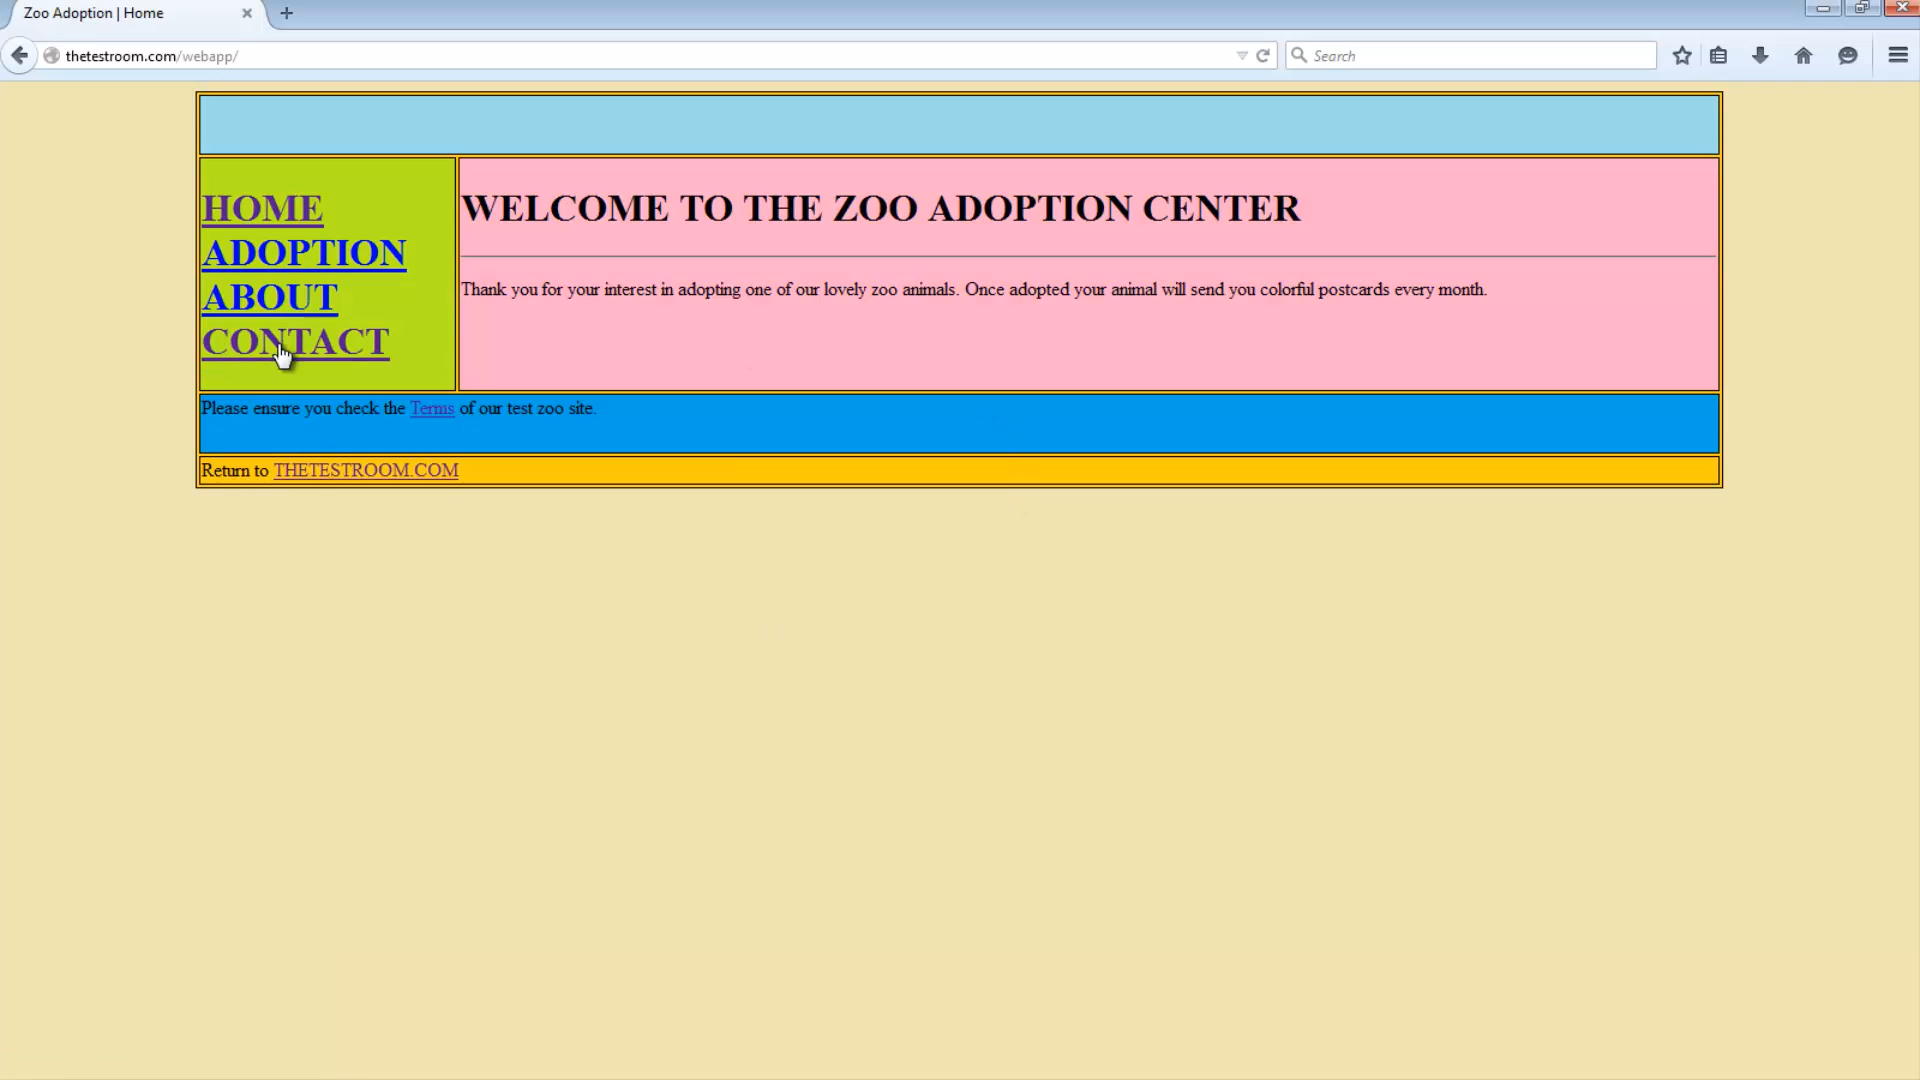 Zoo Adoption | Home
thetestroom.com/webapp/
Search
HOME
ADOPTION
ABOUT
CONTACT
WELCOME TO THE ZOO ADOPTION CENTER
Thank you for your interest in adopting one of our lovely zoo animals. Once adopted your animal will send you colorful postcards every month.
Please ensure you check the Terms of our test zoo site.
Return to THETESTROOM.COM